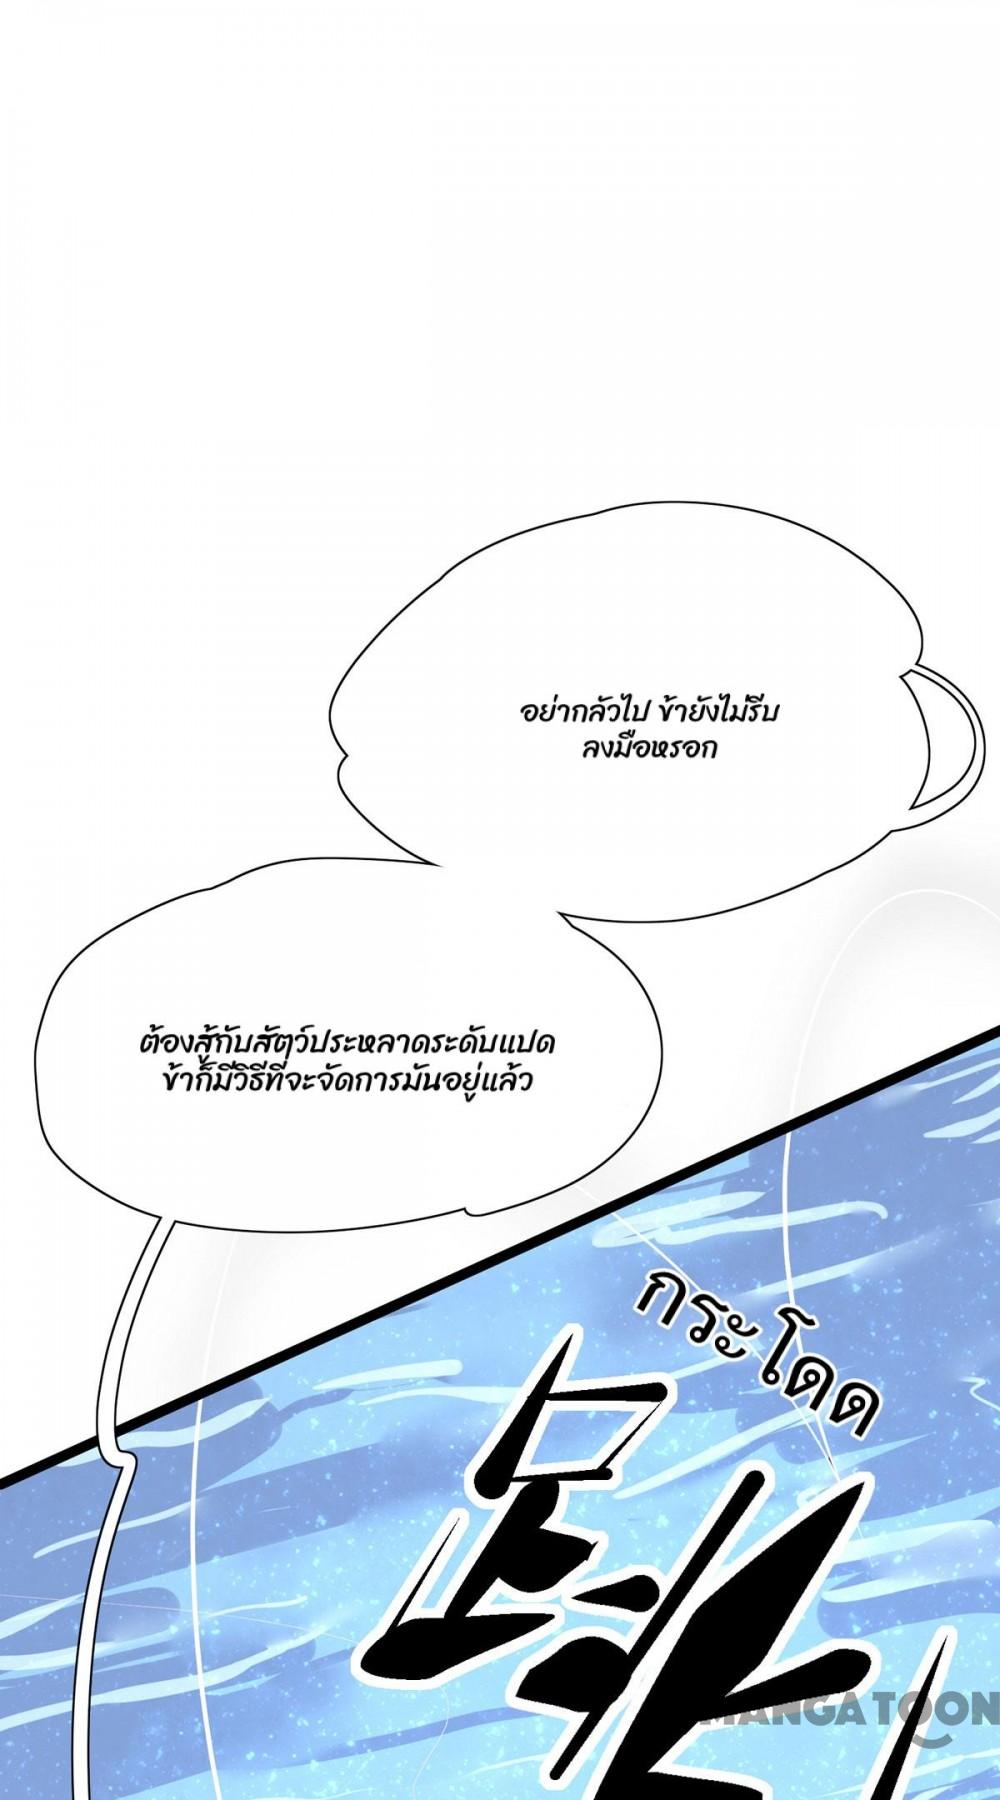 อย่ากลัวไป ข้ายังไม่รีบ
ลงมือหรอก
ต้องสู้กับสัตว์ประหลาดระดับแปด
ข้าก็มีวิธีที่จะจัดการมันอยู่แล้ว
กระโดด
跳
MANGATOON